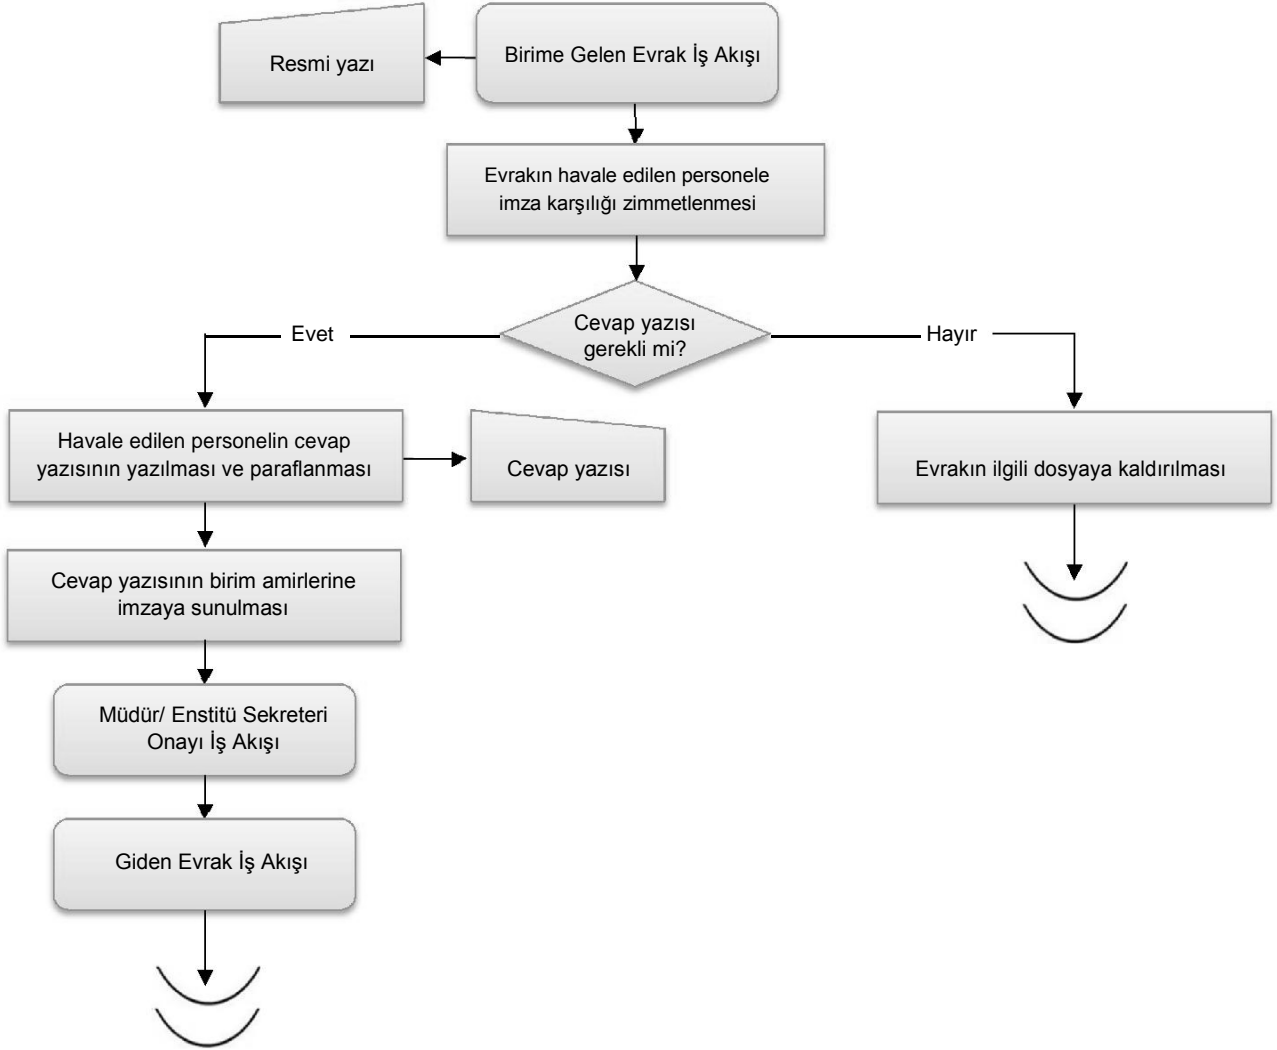 Resmi yazı
Birime Gelen Evrak İş Akışı
Evrakın havale edilen personele
imza karşılığı zimmetlenmesi
Cevap yazısı
gerekli mi?
Evet
Hayır
Havale edilen personelin cevap
yazısının yazılması ve paraflanması
Cevap yazısı
Evrakın ilgili dosyaya kaldırılması
Cevap yazısının birim amirlerine
imzaya sunulması
Müdür/ Enstitü Sekreteri
Onayı İş Akışı
Giden Evrak İş Akışı